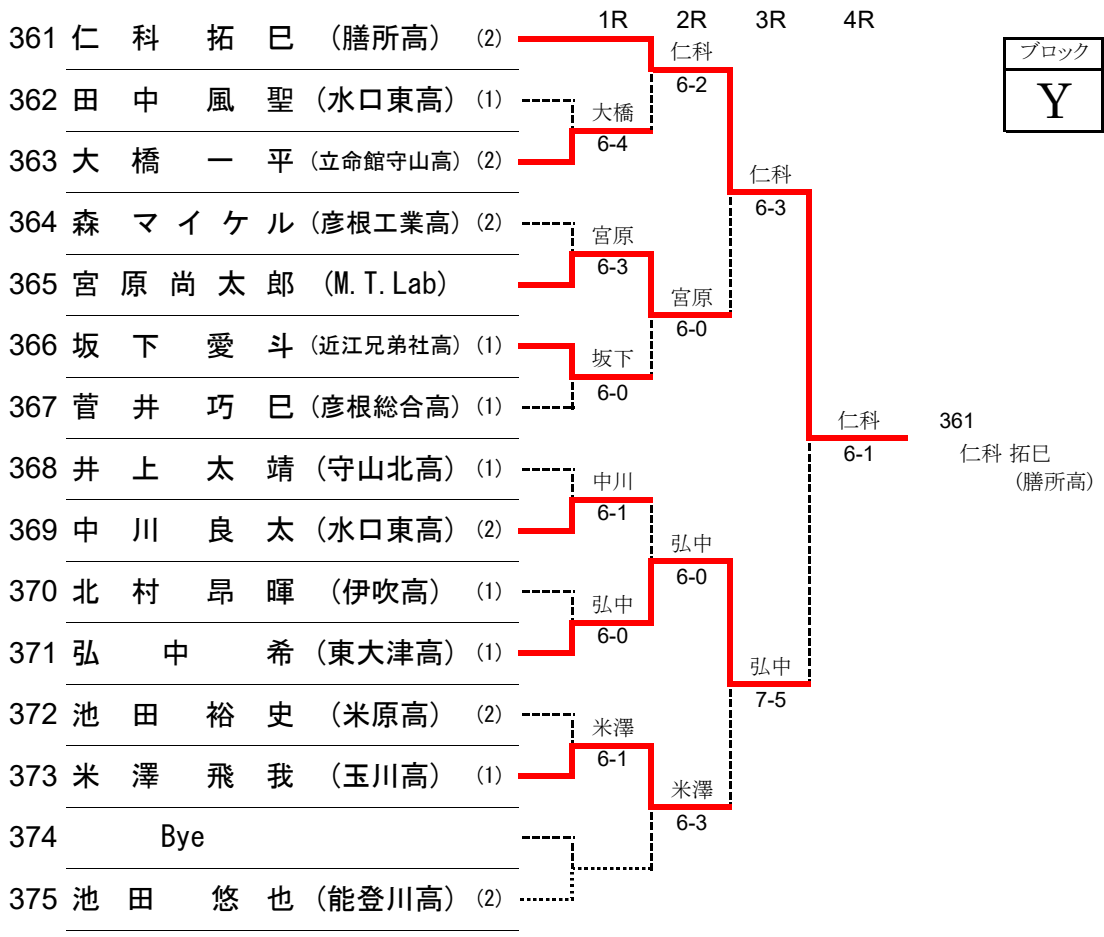 1R 2R 3R 4R
ブロック
Y
361 仁科 拓巳 (膳所高) (2)
仁科
6-2
362 田中 風聖 (水口東高) (1)
大橋
6-4
363 大橋 一平 (立命館守山高) (2)
仁科
6-3
364 森 マイケル (彦根工業高) (2)
宮原
6-3
365 宮原尚太郎 (M.T.Lab)
宮原
6-0
366 坂下 愛斗 (近江兄弟社高) (1)
坂下
6-0
367 菅井 巧巳 (彦根総合高) (1)
仁科 361
6-1 仁科 拓巳
(膳所高)
368 井上 太靖 (守山北高) (1)
中川
6-1
369 中川 良太 (水口東高) (2)
弘中
6-0
370 北村 昂暉 (伊吹高) (1)
弘中
6-0
371 弘中 希 (東大津高) (1)
弘中
7-5
372 池田 裕史 (米原高) (2)
米澤
6-1
373 米澤 飛我 (玉川高) (1)
米澤
6-3
374 Bye
375 池田 悠也 (能登川高) (2)